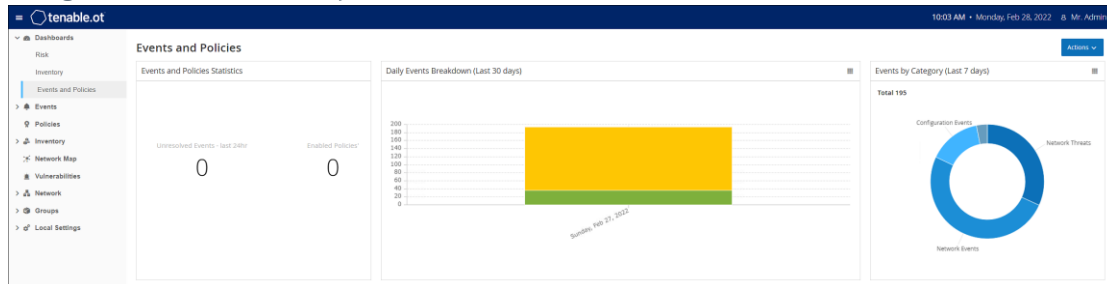 tenable.ot
10:03 AM • Monday, Feb 28, 2022 Mr. Admin
Dashboards
Risk
Inventory
Events and Policies
Events
Policies
Inventory
Network Map
Vulnerabilities
Network
Groups
Local Settings
Events and Policies
Actions
Events and Policies Statistics
Unresolved Events - last 24hr
0
Enabled Policies
0
Daily Events Breakdown (Last 30 days)
200
180
160
140
120
100
80
60
40
20
0
Sunday, Feb 27, 2022
Events by Category (Last 7 days)
Total 195
Configuration Events
Network Threats
Network Events